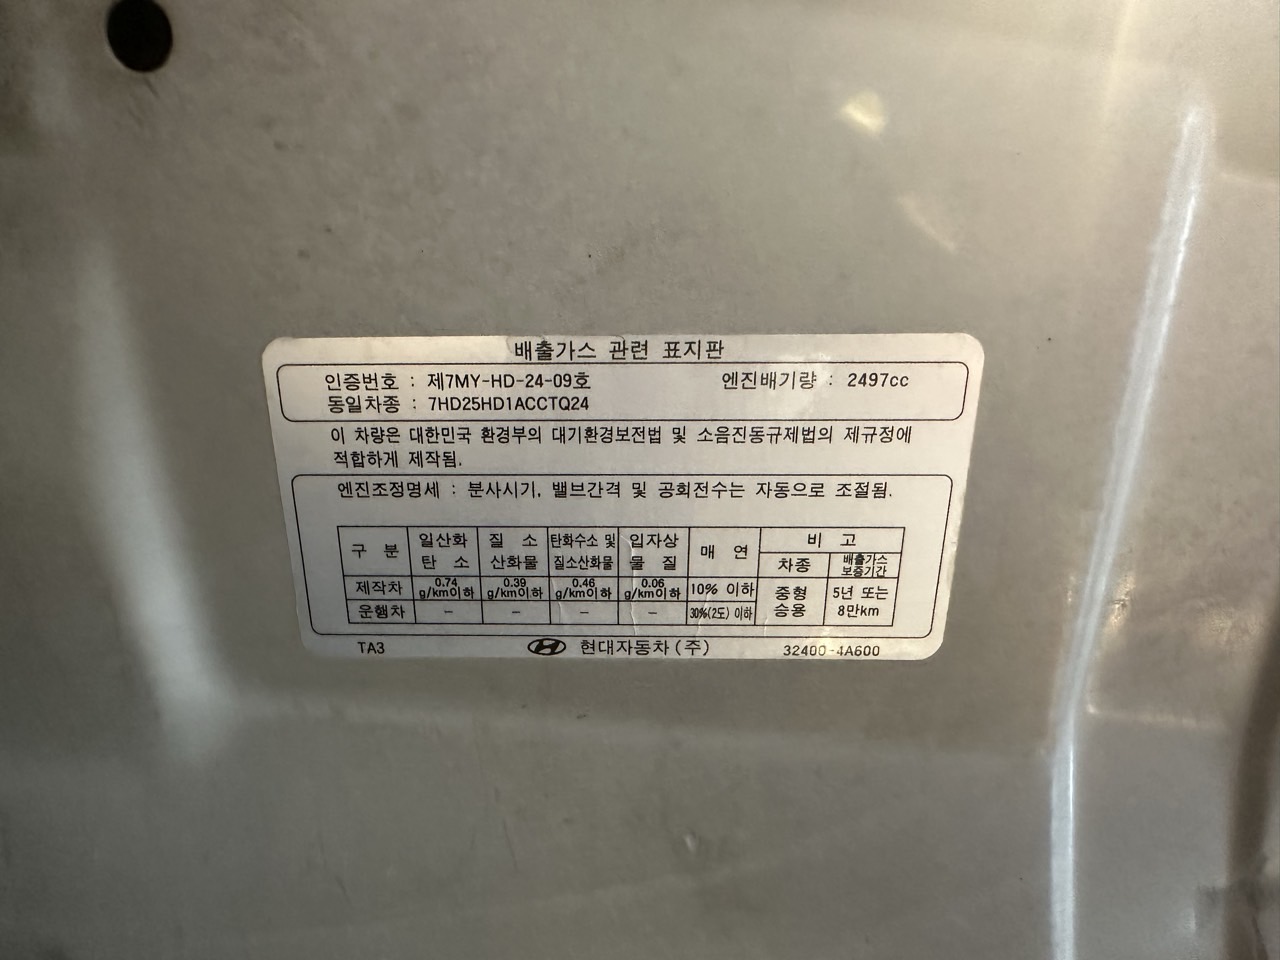 배출가스 관련 표지판
인증번호 : 제7MY-HD-24-09호 엔진배기량 : 2497cc
동일차종 : 7HD25HD1ACCTQ24
이 차량은 대한민국 환경부의 대기환경보전법 및 소음진동규제법의 제규정에
적합하게 제작됨.
엔진조정명세 : 분사시기, 밸브간격 및 공회전수는 자동으로 조절됨.
구 분 일산화 탄 소 질 소 산화물 탄화수소 및 질소산화물 입자상 물 질 매 연 비 고
차종 배출가스 보증기간
제작차 0.74 g/km이하 0.39 g/km이하 0.46 g/km이하 0.06 g/km이하 10% 이하 중형 승용 5년 또는 8만km
운행차 – – – – 30%(2도) 이하
TA3 현대자동차(주) 32400-4A600